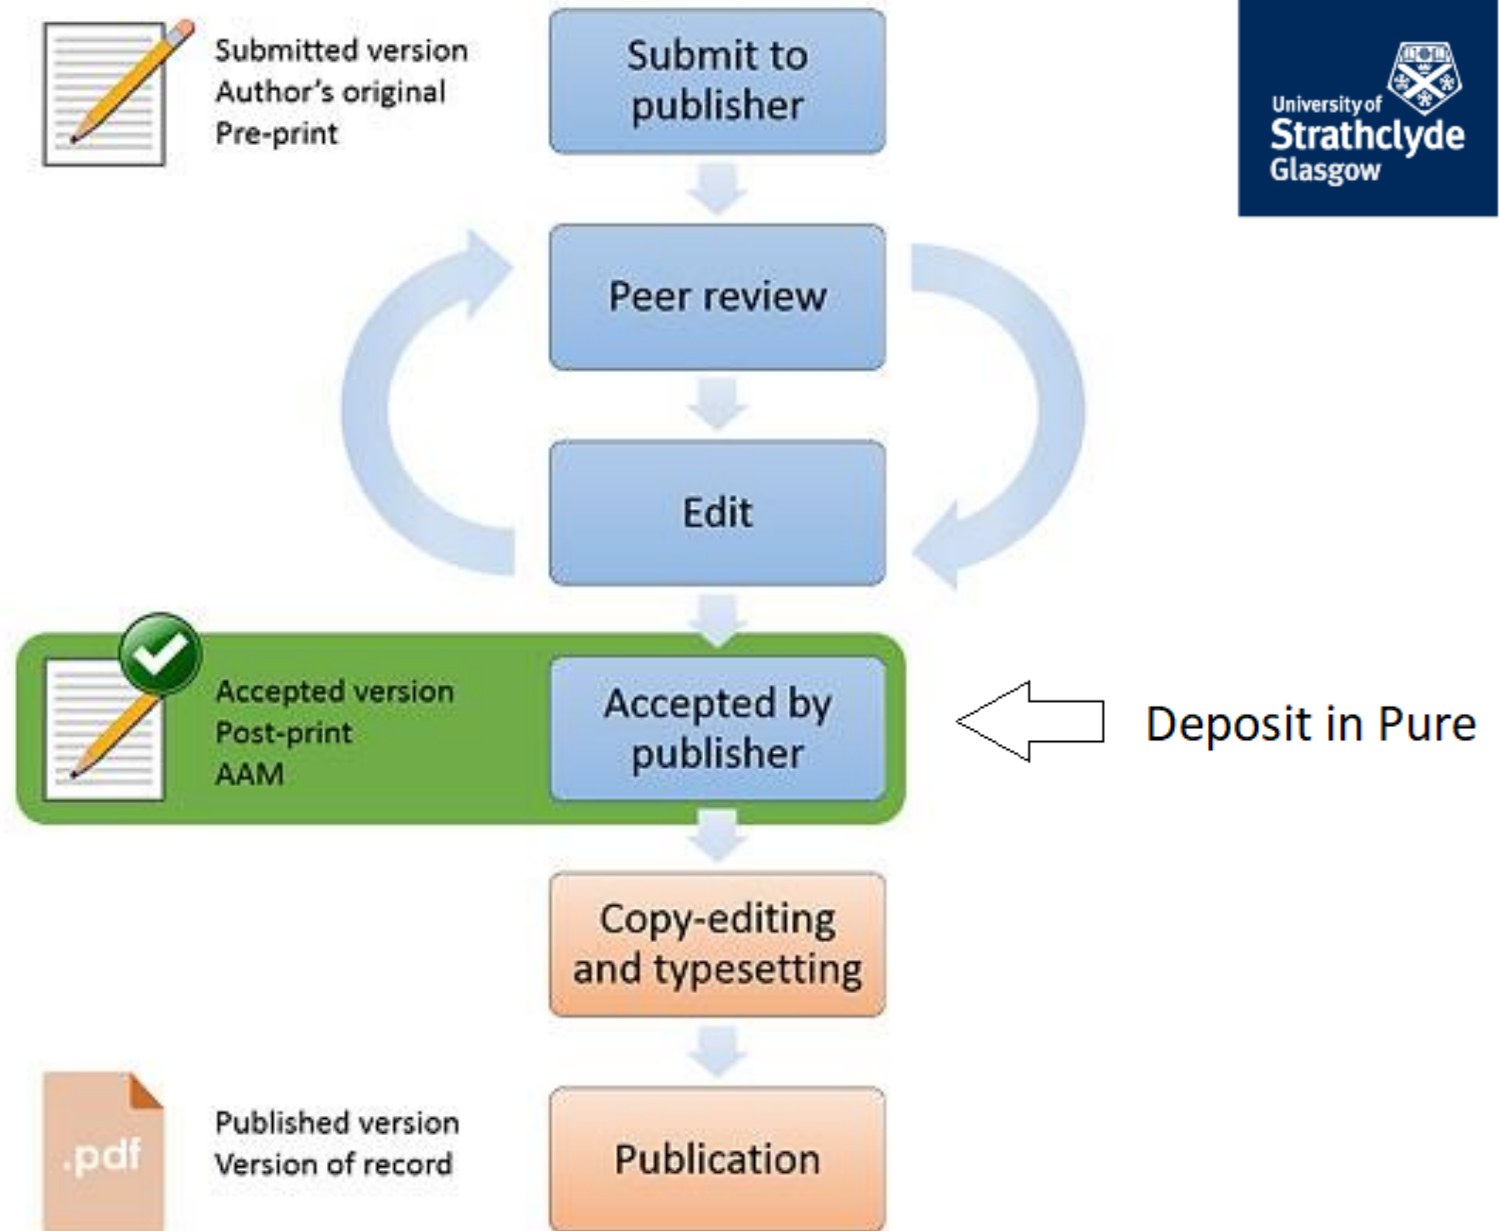 Submitted version
Author's original
Pre-print
Submit to
publisher
University of
Strathclyde
Glasgow
Peer review
Edit
Accepted version
Post-print
AAM
Accepted by
publisher
Deposit in Pure
Copy-editing
and typesetting
.pdf
Published version
Version of record
Publication